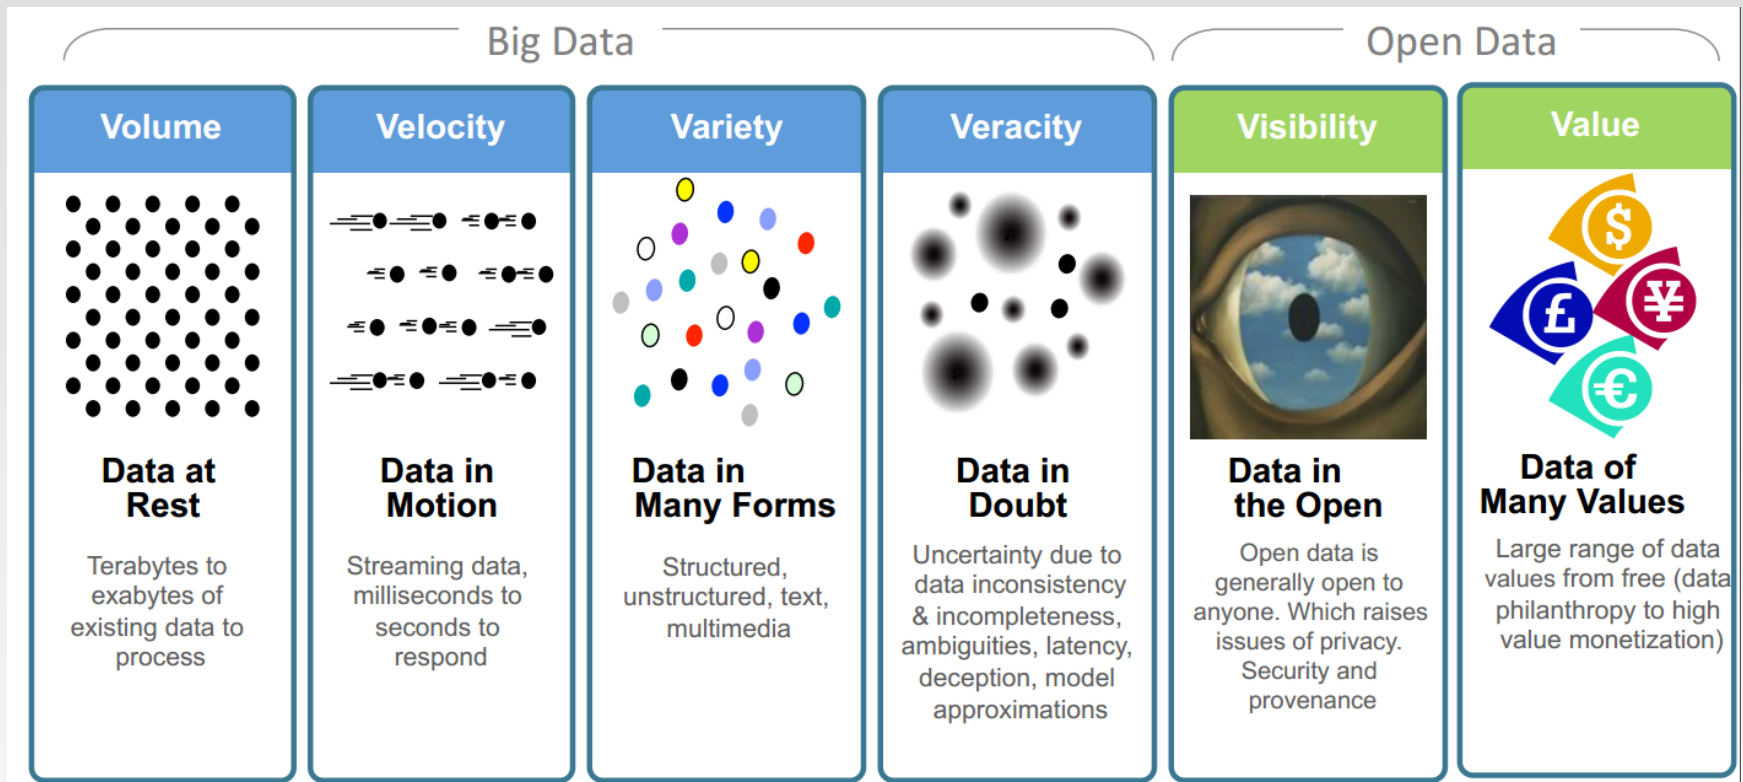 Big Data
Open Data
Volume
Data at
Rest
Terabytes to
exabytes of
existing data to
process
Velocity
Data in
Motion
Streaming data,
milliseconds to
seconds to
respond
Variety
Data in
Many Forms
Structured,
unstructured, text,
multimedia
Veracity
Data in
Doubt
Uncertainty due to
data inconsistency
& incompleteness,
ambiguities, latency,
deception, model
approximations
Visibility
Data in
the Open
Open data is
generally open to
anyone. Which raises
issues of privacy.
Security and
provenance
Value
$
£
¥
€
Data of
Many Values
Large range of data
values from free (data
philanthropy to high
value monetization)